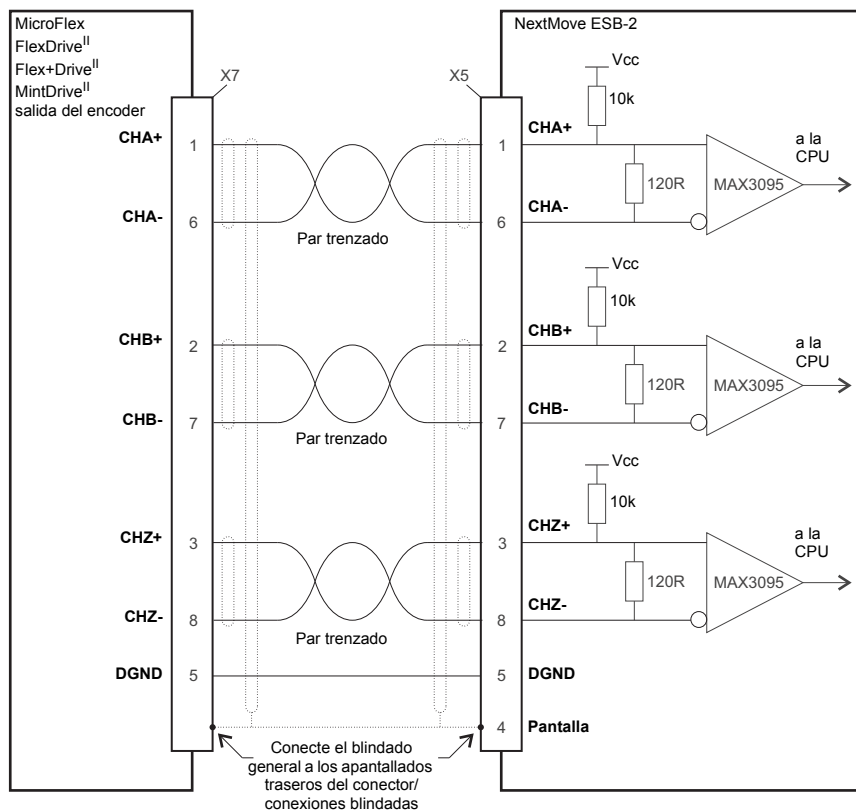 MicroFlex
FlexDrive^II
Flex+Drive^II
MintDrive^II
salida del encoder
NextMove ESB-2
X7
X5
Vcc
10k
CHA+
1
1
CHA+
a la
CPU
120R
MAX3095
CHA-
6
6
CHA-
Par trenzado
Vcc
10k
CHB+
2
2
CHB+
a la
CPU
120R
MAX3095
CHB-
7
7
CHB-
Par trenzado
Vcc
10k
CHZ+
3
3
CHZ+
a la
CPU
120R
MAX3095
CHZ-
8
8
CHZ-
Par trenzado
DGND
5
5
DGND
4
Pantalla
Conecte el blindado
general a los apantallados
traseros del conector/
conexiones blindadas